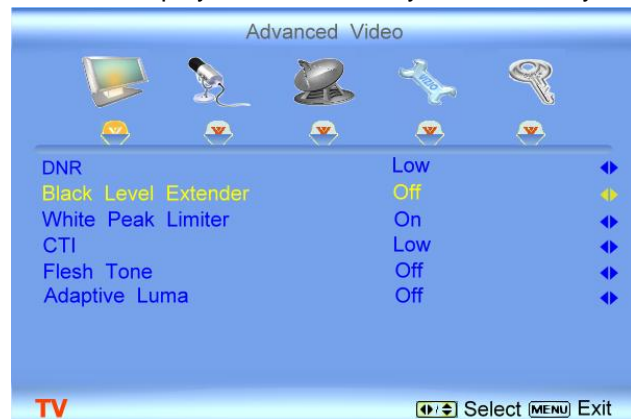 Advanced Video
VIZIO
DNR Low
Black Level Extender Off
White Peak Limiter On
CTI Low
Flesh Tone Off
Adaptive Luma Off
TV Select MENU Exit